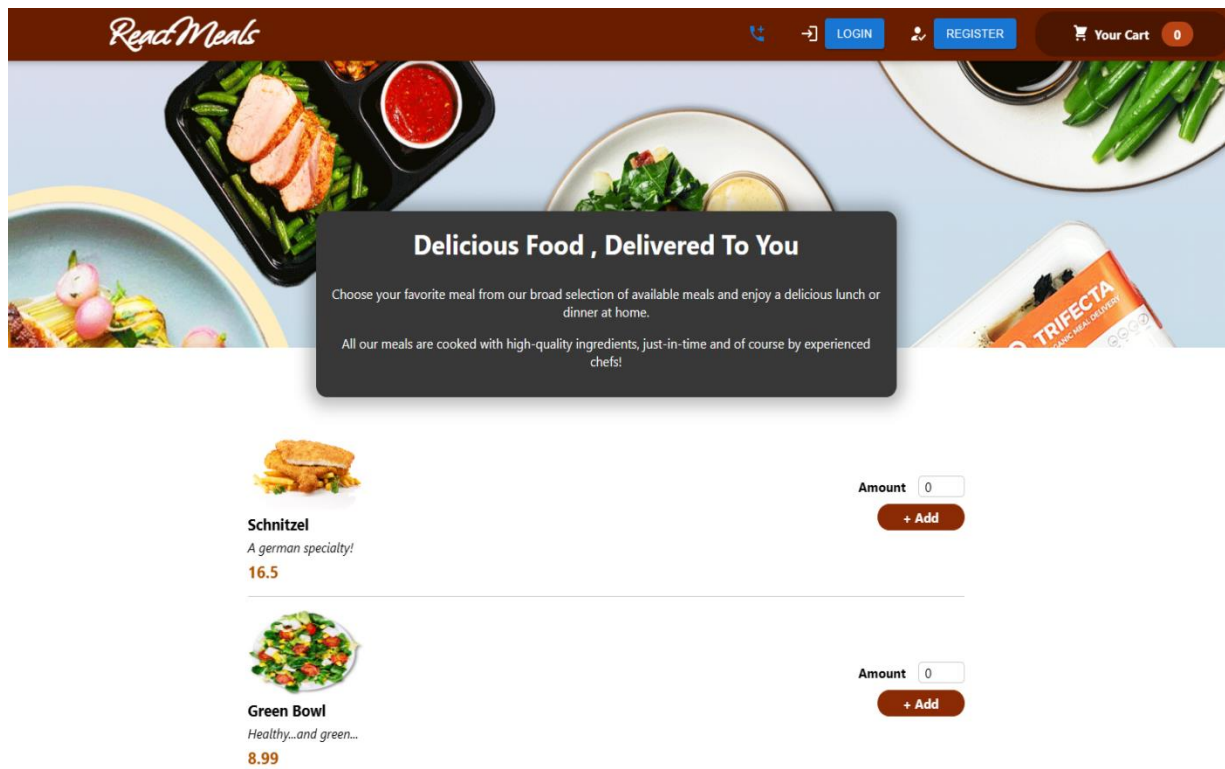 ReactMeals
LOGIN
REGISTER
Your Cart 0
Delicious Food , Delivered To You
Choose your favorite meal from our broad selection of available meals and enjoy a delicious lunch or
dinner at home.
All our meals are cooked with high-quality ingredients, just-in-time and of course by experienced
chefs!
TRIFECTA
ORGANIC MEAL DELIVERY
Schnitzel
A german specialty!
16.5
Amount 0
+ Add
Green Bowl
Healthy...and green...
8.99
Amount 0
+ Add